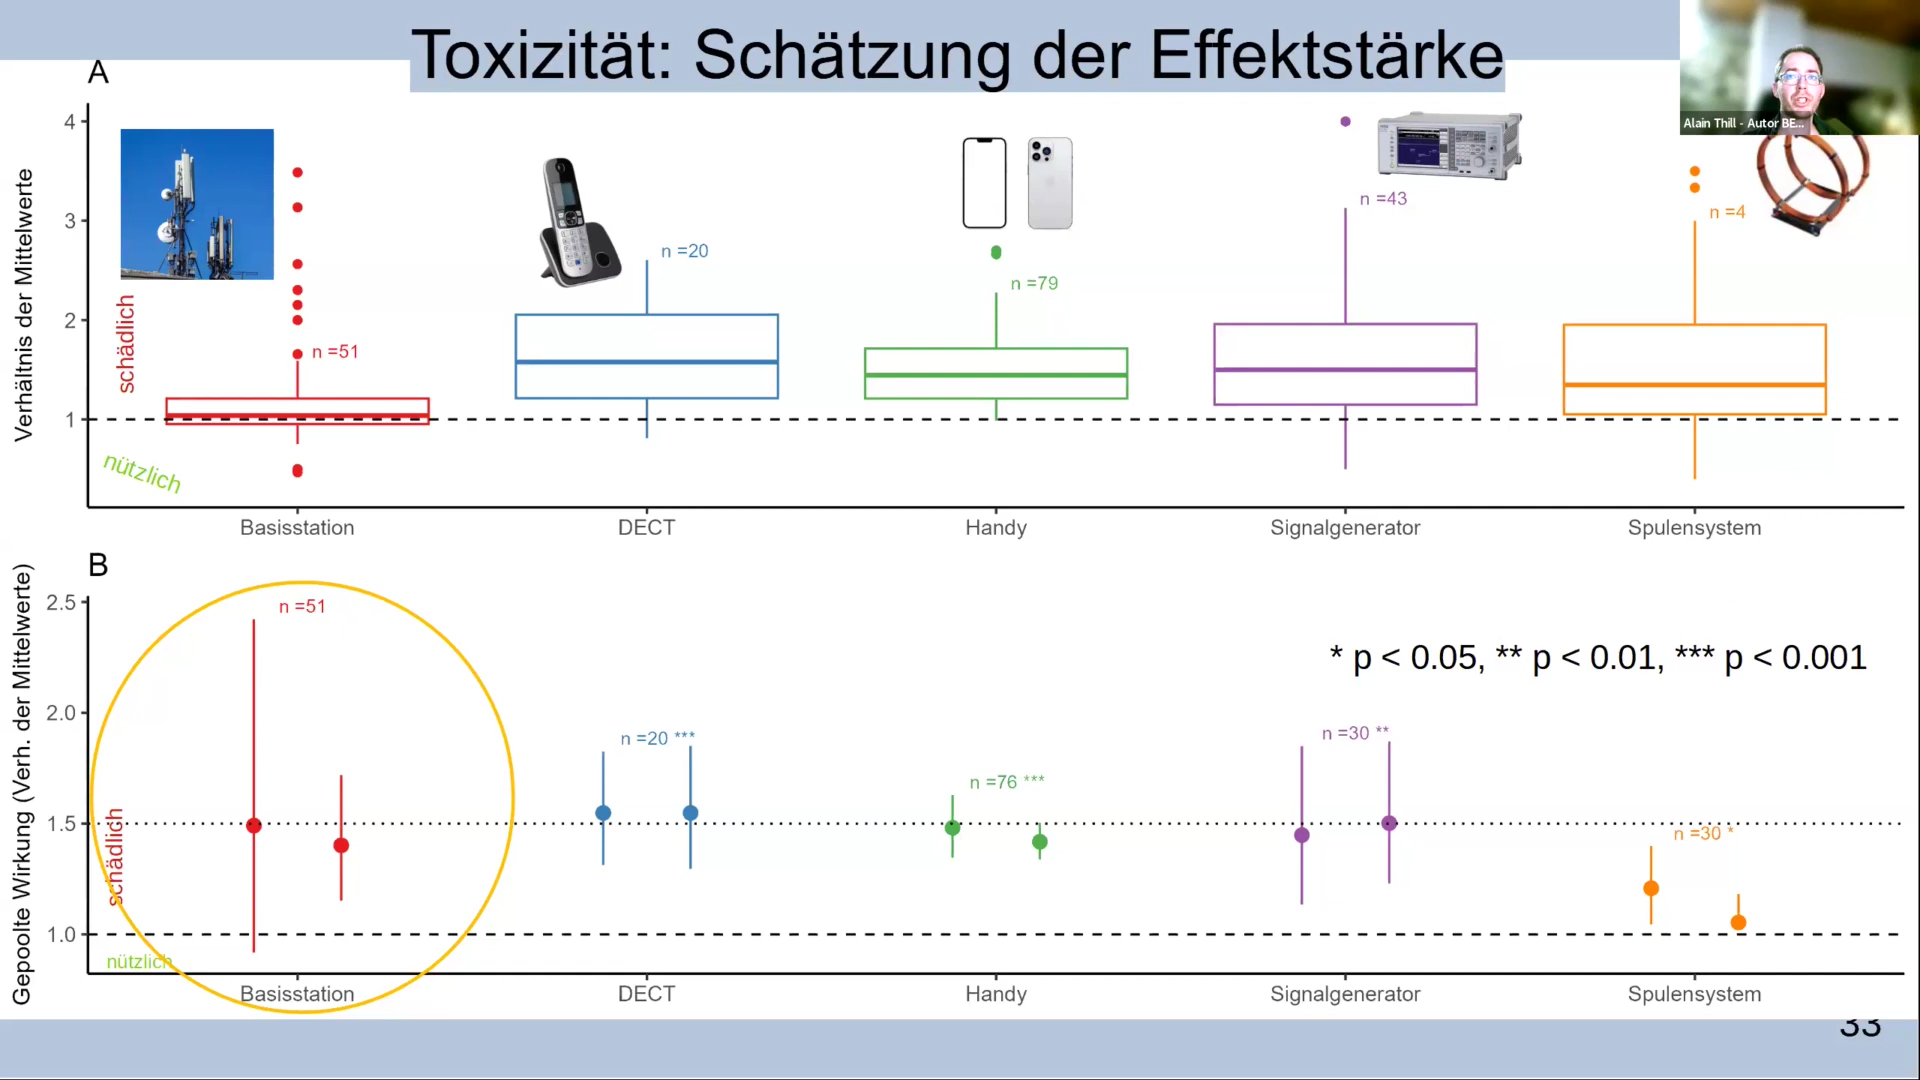 Toxizität: Schätzung der Effektstärke
Alain Thill - Autor BE...
A
Verhältnis der Mittelwerte
4
3
2
1
schädlich
nützlich
n =51
n =20
n =79
n =43
n =4
Basisstation
DECT
Handy
Signalgenerator
Spulensystem
B
Gepoolte Wirkung (Verh. der Mittelwerte)
2.5
2.0
1.5
1.0
schädlich
nützlich
n =51
n =20 ***
n =76 ***
n =30 **
n =30 *
* p < 0.05, ** p < 0.01, *** p < 0.001
Basisstation
DECT
Handy
Signalgenerator
Spulensystem
33